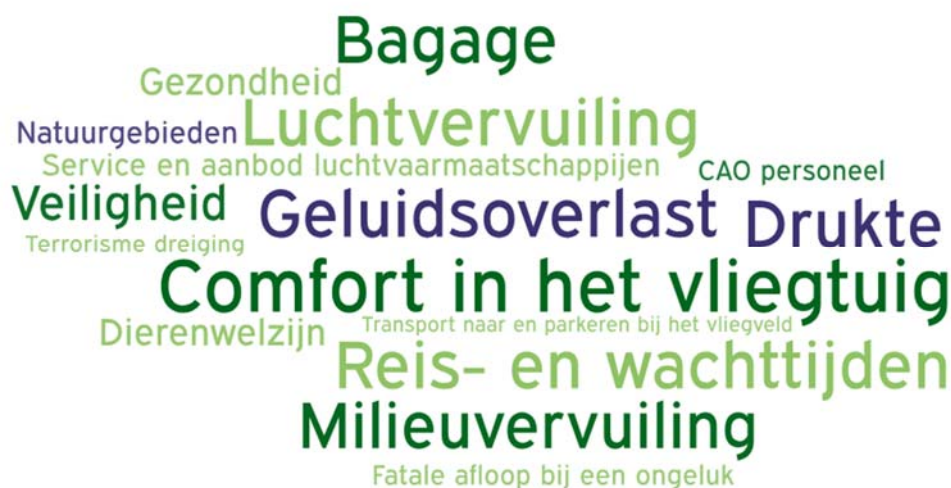 Bagage
Gezondheid
Luchtvervuiling
Natuurgebieden
Service en aanbod luchtvaarmaatschappijen
CAO personeel
Veiligheid
Geluidsoverlast
Drukte
Terrorisme dreiging
Comfort in het vliegtuig
Dierenwelzijn
Transport naar en parkeren bij het vliegveld
Reis- en wachttijden
Milieuvervuiling
Fatale afloop bij een ongeluk